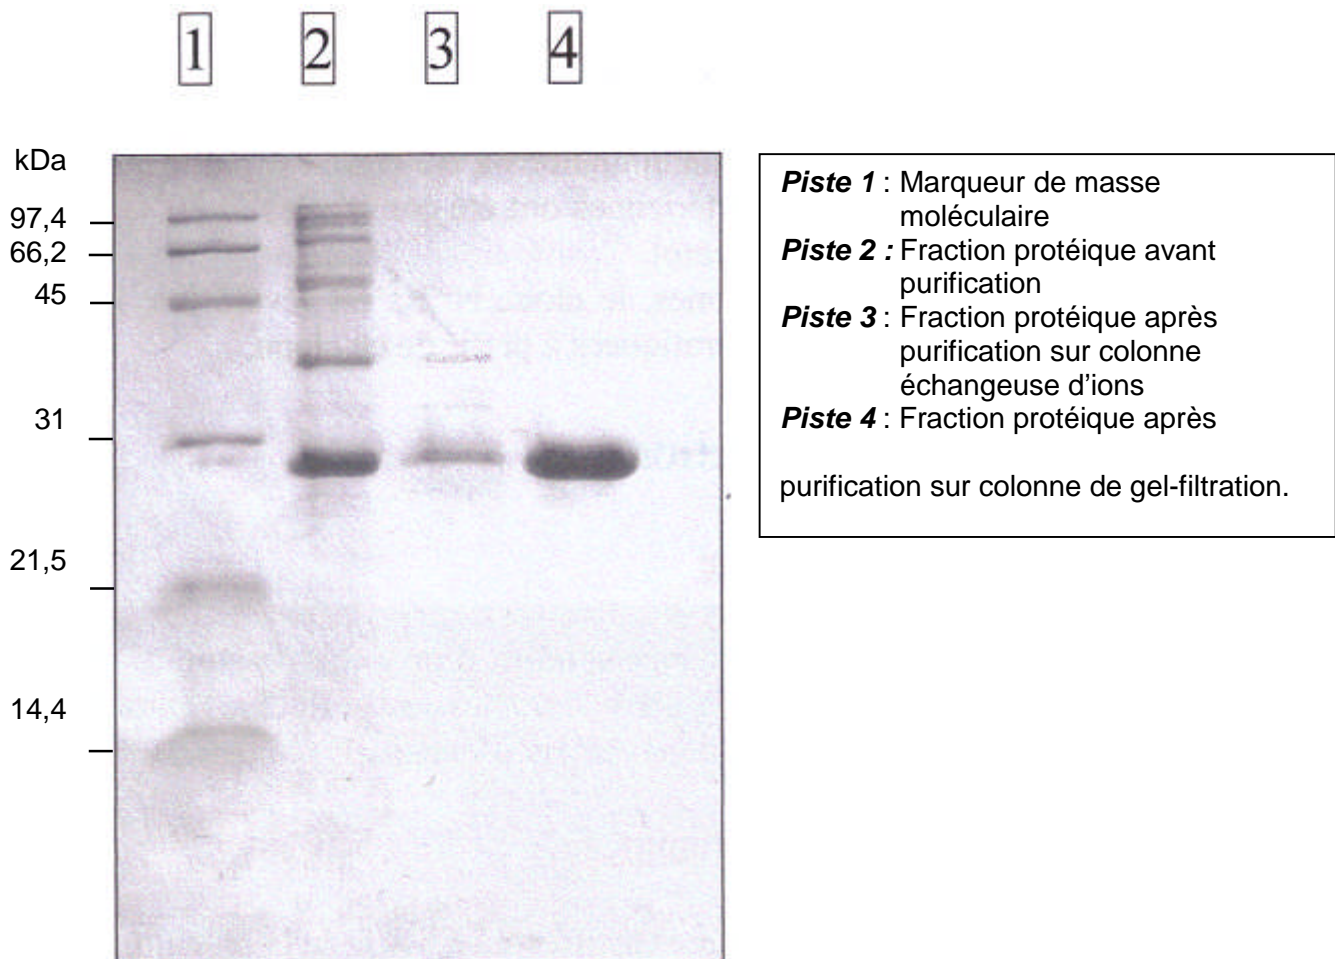 1 2 3 4
kDa
97,4
66,2
45
31
21,5
14,4
Piste 1 : Marqueur de masse
moléculaire
Piste 2 : Fraction protéique avant
purification
Piste 3 : Fraction protéique après
purification sur colonne
échangeuse d'ions
Piste 4 : Fraction protéique après
purification sur colonne de gel-filtration.